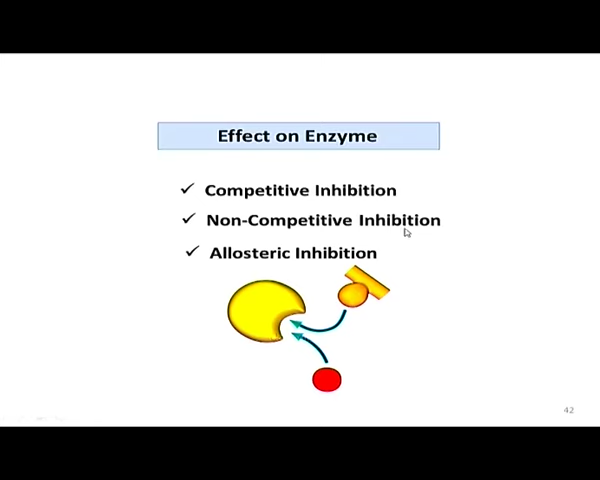 Effect on Enzyme
✓ Competitive Inhibition
✓ Non-Competitive Inhibition
✓ Allosteric Inhibition
42